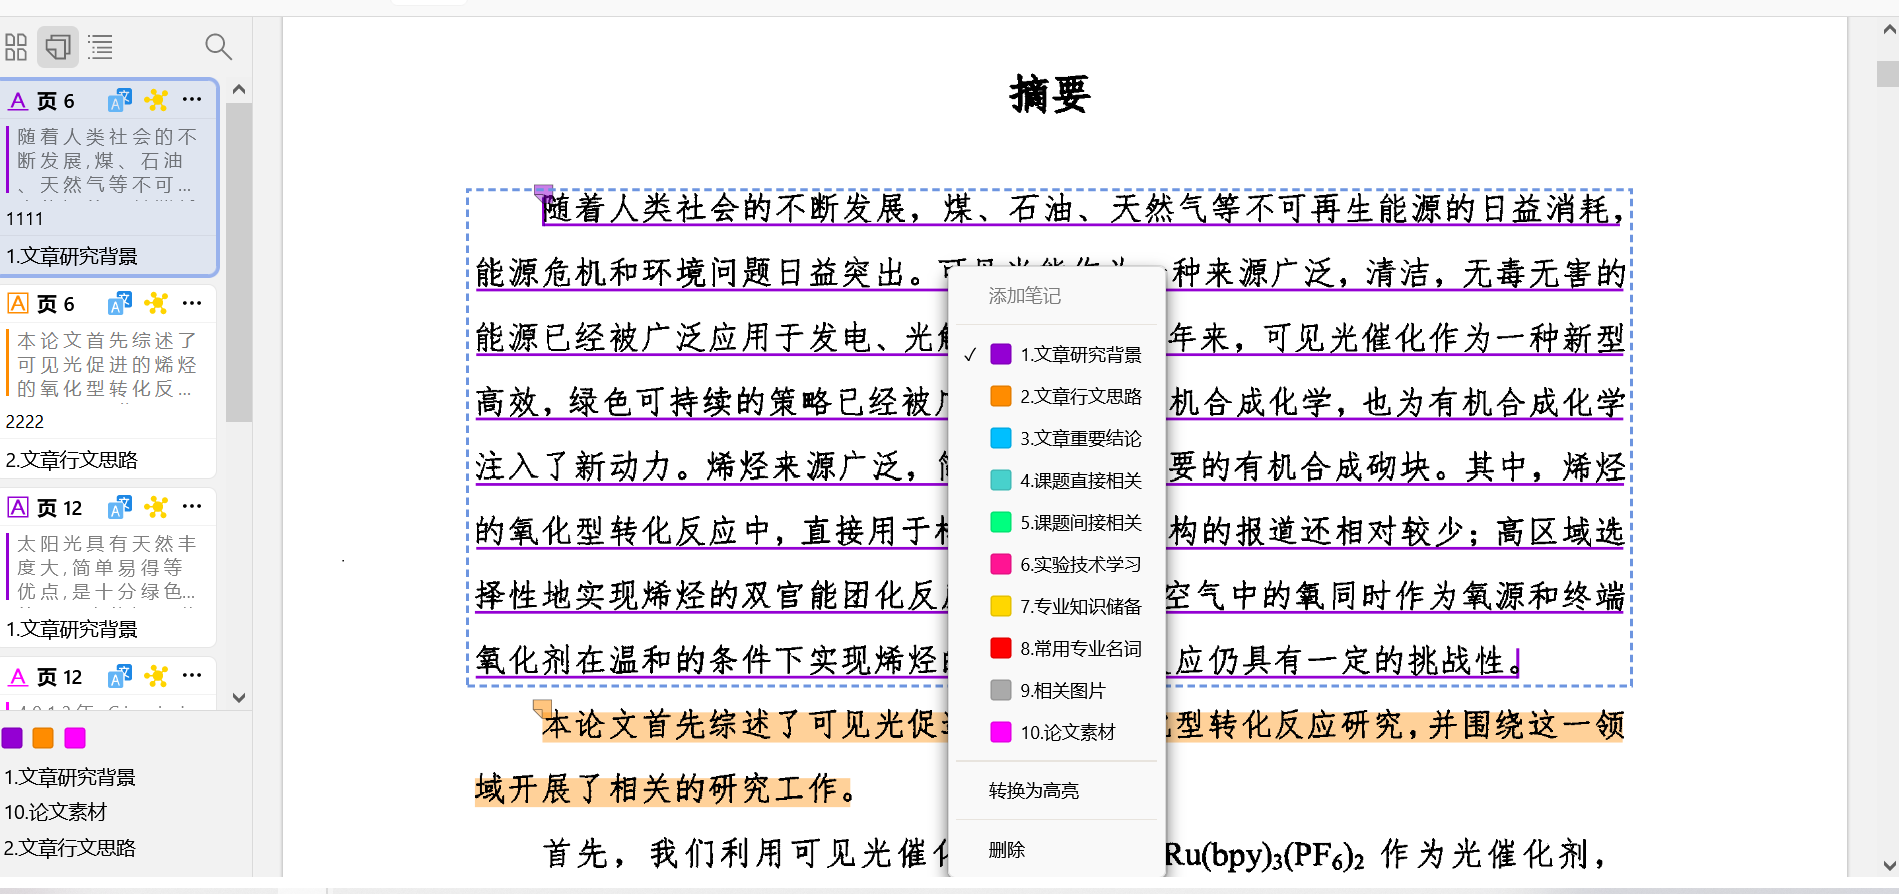 页 6
随着人类社会的不
断发展,煤、石油
、天然气等不可...
1111
1.文章研究背景
页 6
本论文首先综述了
可见光促进的烯烃
的氧化型转化反...
2222
2.文章行文思路
页 12
太阳光具有天然丰
度大,简单易得等
优点,是十分绿色...
1.文章研究背景
页 12
1.文章研究背景
10.论文素材
2.文章行文思路
摘要
随着人类社会的不断发展，煤、石油、天然气等不可再生能源的日益消耗，
能源危机和环境问题日益突出。 种来源广泛，清洁，无毒无害的
能源已经被广泛应用于发电、光 年来，可见光催化作为一种新型
高效，绿色可持续的策略已经被 机合成化学，也为有机合成化学
注入了新动力。烯烃来源广泛， 要的有机合成砌块。其中，烯烃
的氧化型转化反应中，直接用于 构的报道还相对较少；高区域选
择性地实现烯烃的双官能团化反 空气中的氧同时作为氧源和终端
氧化剂在温和的条件下实现烯烃 应仍具有一定的挑战性。
本论文首先综述了可见光促 型转化反应研究，并围绕这一领
域开展了相关的研究工作。
首先，我们利用可见光催化 Ru(bpy)₃(PF₆)₂ 作为光催化剂，
添加笔记
✓ 1.文章研究背景
2.文章行文思路
3.文章重要结论
4.课题直接相关
5.课题间接相关
6.实验技术学习
7.专业知识储备
8.常用专业名词
9.相关图片
10.论文素材
转换为高亮
删除